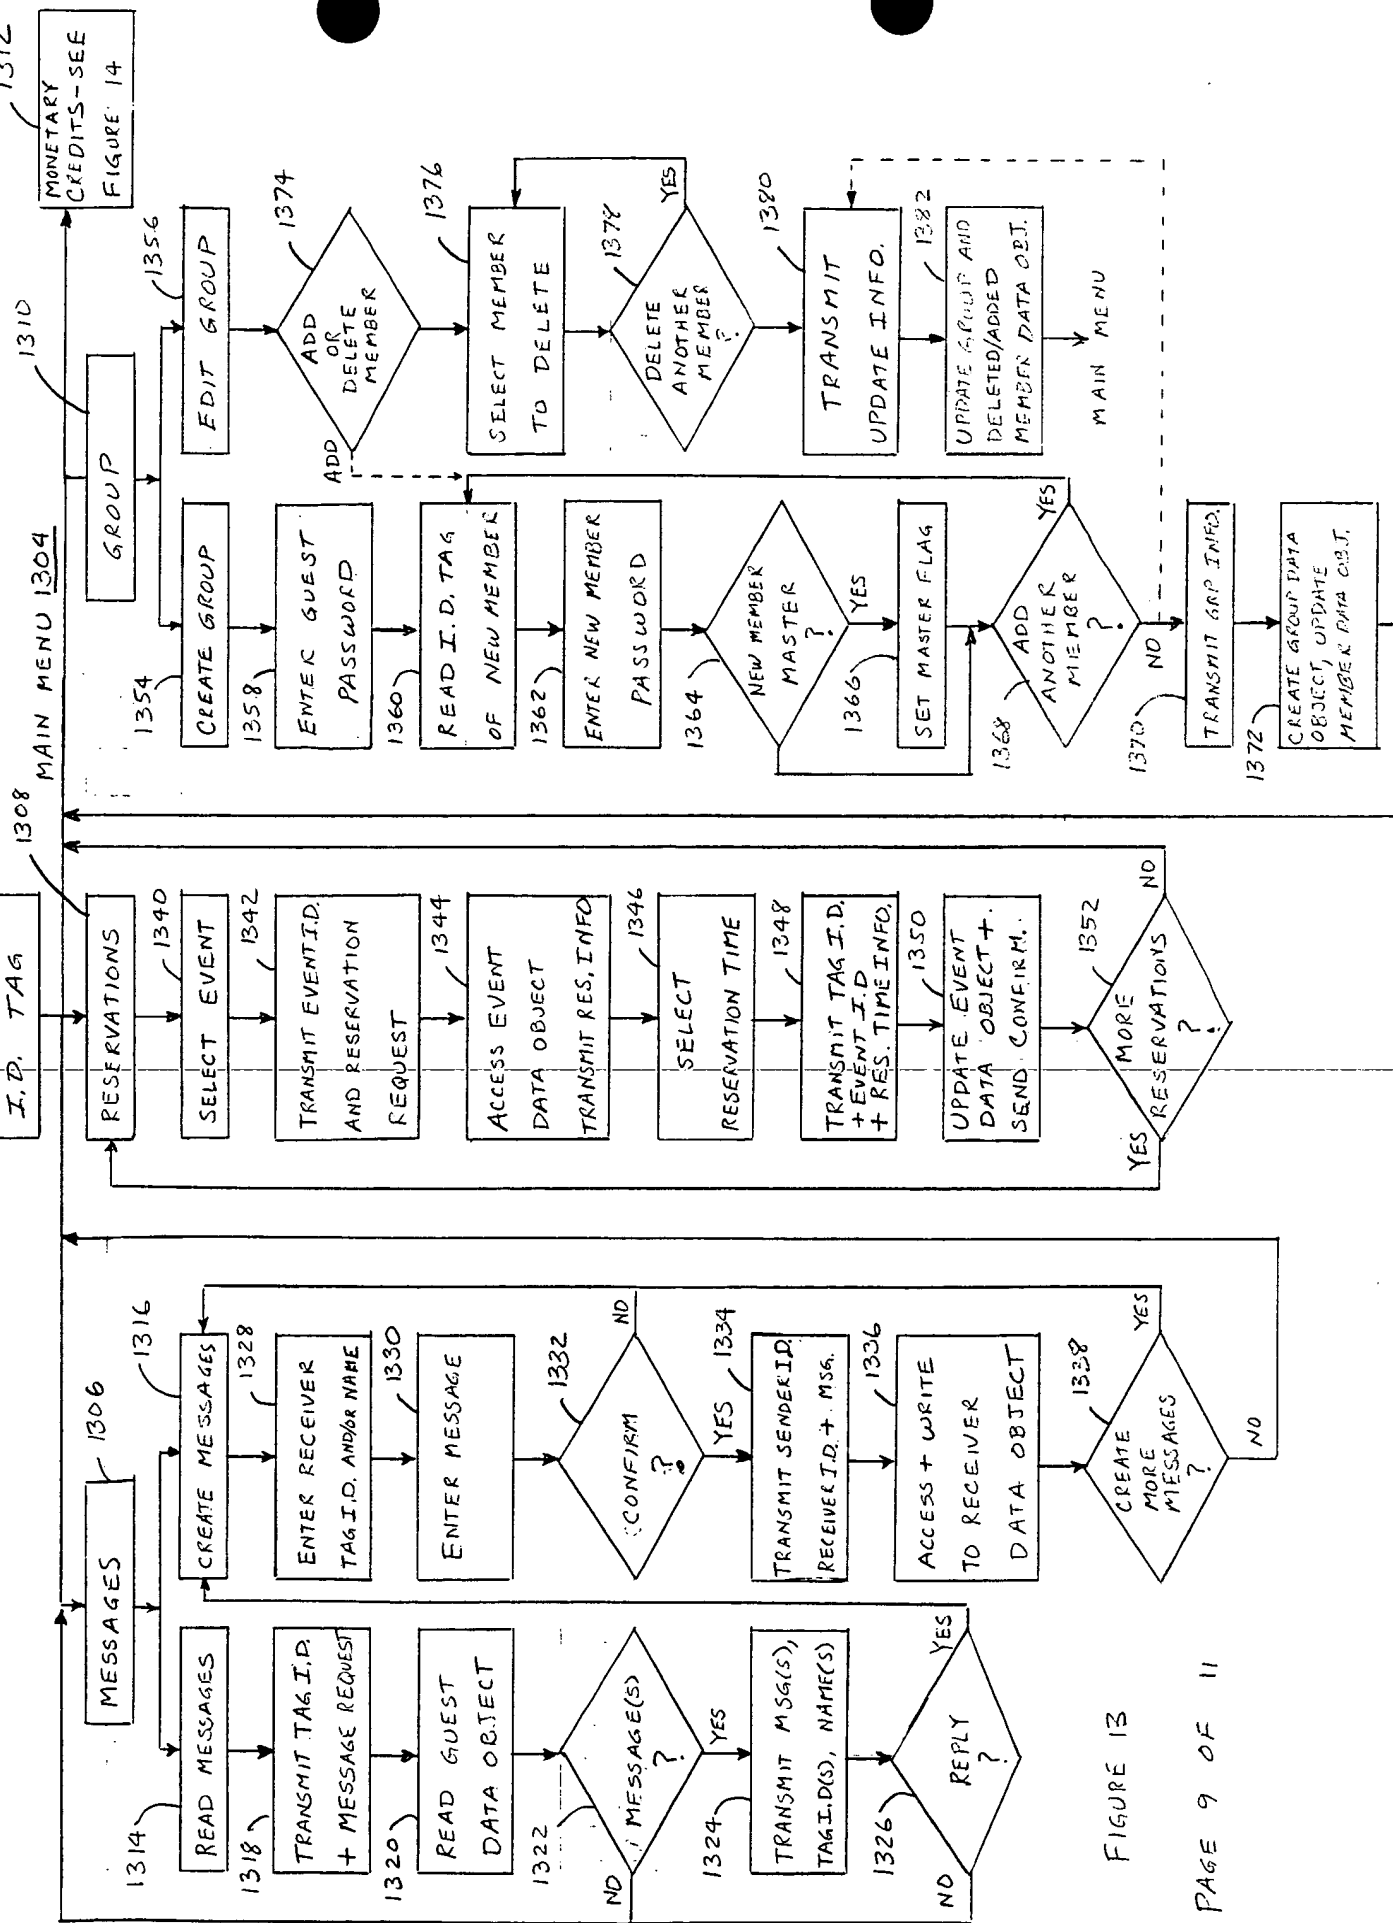 I.D. TAG
MAIN MENU 1304
1306
MESSAGES
1314
READ MESSAGES
1318
TRANSMIT TAG I.D.
+ MESSAGE REQUEST
1320
READ GUEST
DATA OBJECT
1322
MESSAGE(S)
?
NO
YES
1324
TRANSMIT MSG(S),
TAG I.D(S), NAME(S)
1326
REPLY
?
NO
YES
1316
CREATE MESSAGES
1328
ENTER RECEIVER
TAG I.D. AND/OR NAME
1330
ENTER MESSAGE
1332
CONFIRM
?
NO
YES
1334
TRANSMIT SENDER I.D.
RECEIVER I.D. + MSG.
1336
ACCESS + WRITE
TO RECEIVER
DATA OBJECT
1338
CREATE
MORE
MESSAGES
?
YES
NO
1308
RESERVATIONS
1340
SELECT EVENT
1342
TRANSMIT EVENT I.D.
AND RESERVATION
REQUEST
1344
ACCESS EVENT
DATA OBJECT
TRANSMIT RES. INFO
1346
SELECT
RESERVATION TIME
1348
TRANSMIT TAG I.D.
+ EVENT I.D
+ RES. TIME INFO.
1350
UPDATE EVENT
DATA OBJECT +.
SEND CONFIRM.
1352
MORE
RESERVATIONS
?
YES
NO
1310
GROUP
1354
CREATE GROUP
1358
ENTER GUEST
PASSWORD
1360
READ I.D. TAG
OF NEW MEMBER
1362
ENTER NEW MEMBER
PASSWORD
1364
NEW MEMBER
MASTER
?
YES
1366
SET MASTER FLAG
1368
ADD
ANOTHER
MEMBER
?
YES
NO
1370
TRANSMIT GRP INFO.
1372
CREATE GROUP DATA
OBJECT, UPDATE
MEMBER DATA OBJ.
1356
EDIT GROUP
1374
ADD
OR
DELETE
MEMBER
ADD
1376
SELECT MEMBER
TO DELETE
1378
DELETE
ANOTHER
MEMBER
?
YES
1380
TRANSMIT
UPDATE INFO.
1382
UPDATE GROUP AND
DELETED/ADDED
MEMBER DATA OBJ.
MAIN MENU
1312
MONETARY
CREDITS-SEE
FIGURE 14
FIGURE 13
PAGE 9 OF 11